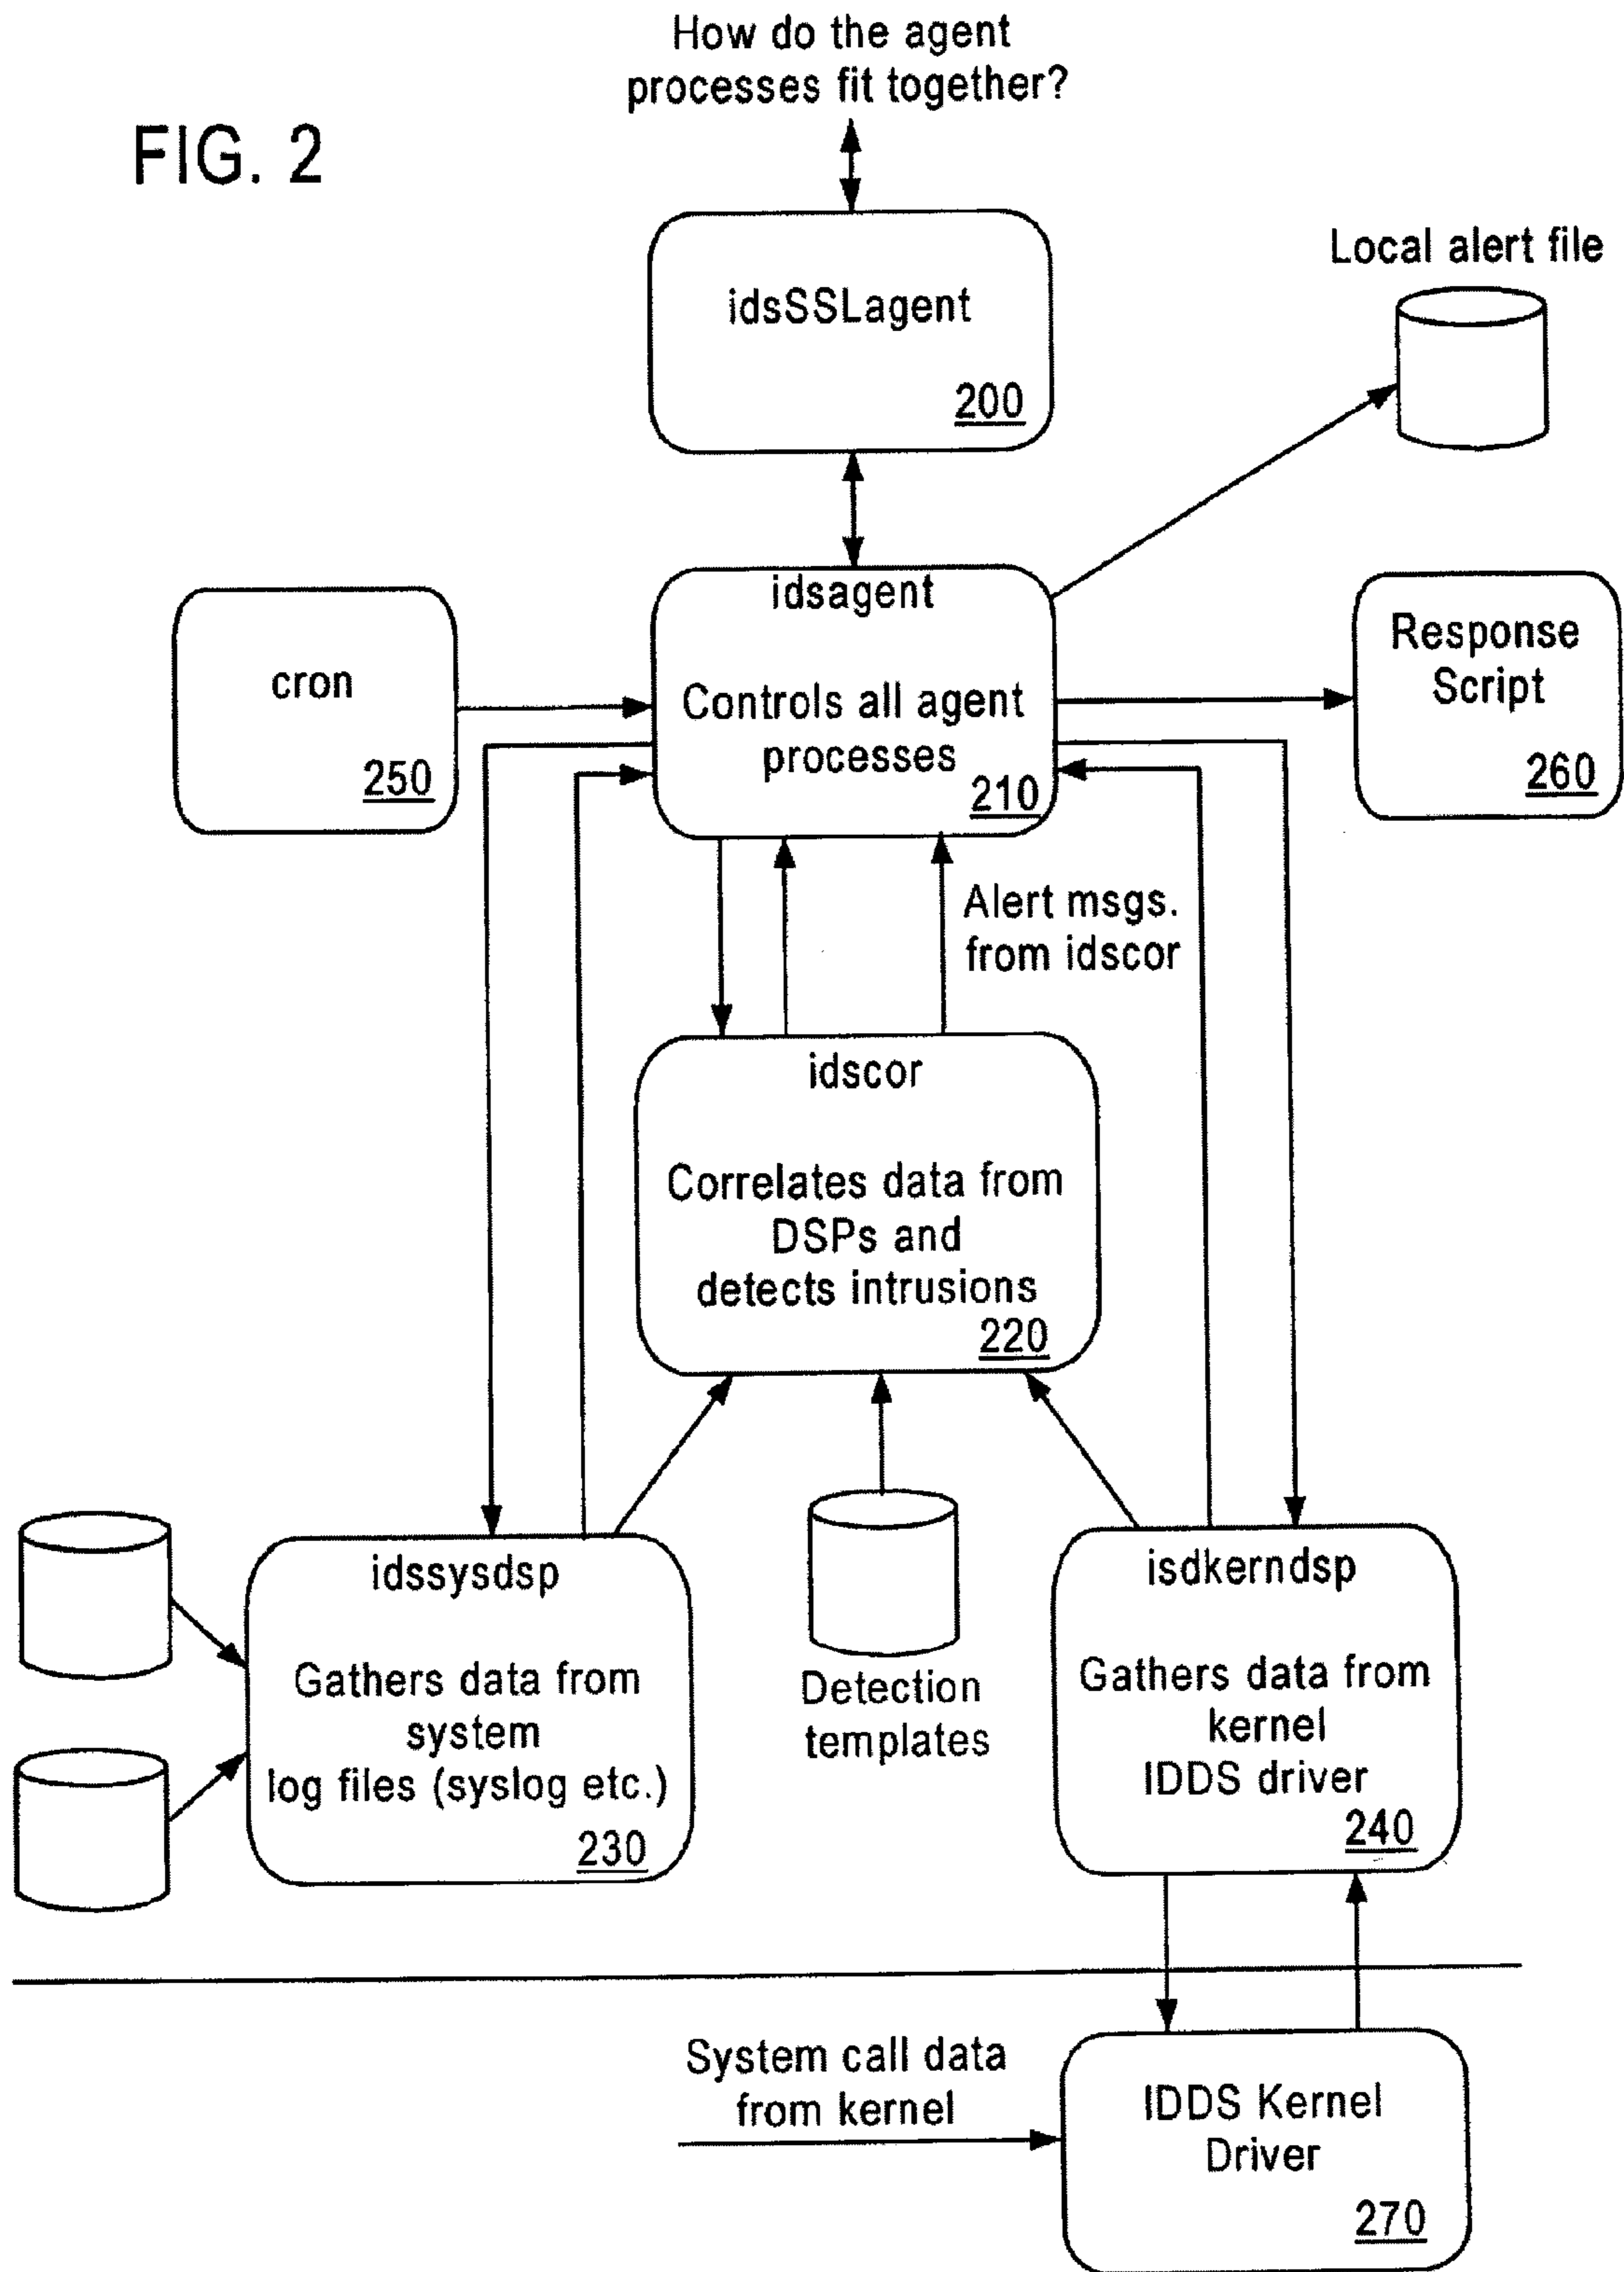 How do the agent
processes fit together?
FIG. 2
idsSSLagent
200
Local alert file
cron
250
idsagent
Controls all agent
processes
210
Response
Script
260
Alert msgs.
from idscor
idscor
Correlates data from
DSPs and
detects intrusions
220
idssysdsp
Gathers data from
system
log files (syslog etc.)
230
Detection
templates
isdkerndsp
Gathers data from
kernel
IDDS driver
240
System call data
from kernel
IDDS Kernel
Driver
270